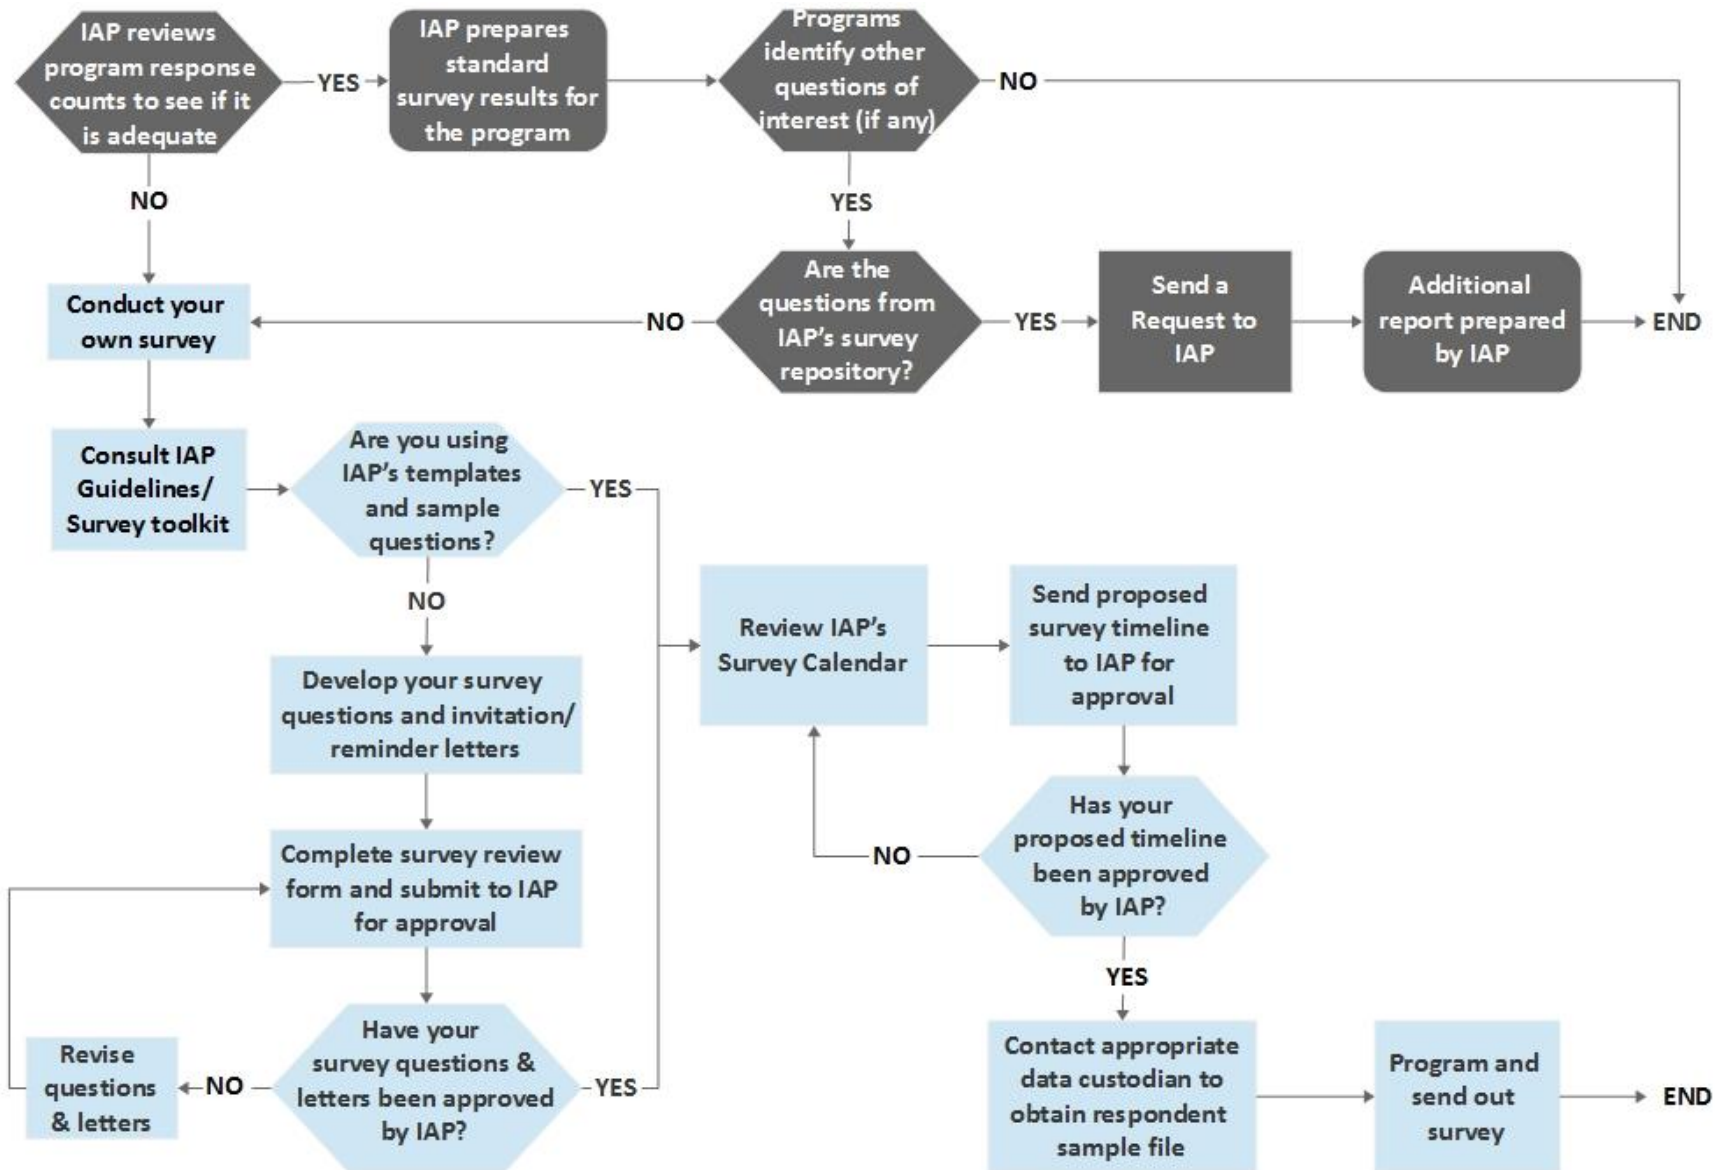 IAP reviews
program response
counts to see if it
is adequate
YES
IAP prepares
standard
survey results for
the program
Programs
identify other
questions of
interest (if any)
NO
NO
YES
Conduct your
own survey
NO
Are the
questions from
IAP's survey
repository?
YES
Send a
Request to
IAP
Additional
report prepared
by IAP
END
Consult IAP
Guidelines/
Survey toolkit
Are you using
IAP's templates
and sample
questions?
YES
NO
Develop your survey
questions and invitation/
reminder letters
Review IAP's
Survey Calendar
Send proposed
survey timeline
to IAP for
approval
Complete survey review
form and submit to IAP
for approval
NO
Has your
proposed timeline
been approved
by IAP?
YES
Revise
questions
& letters
NO
Have your
survey questions &
letters been approved
by IAP?
YES
Contact appropriate
data custodian to
obtain respondent
sample file
Program and
send out
survey
END